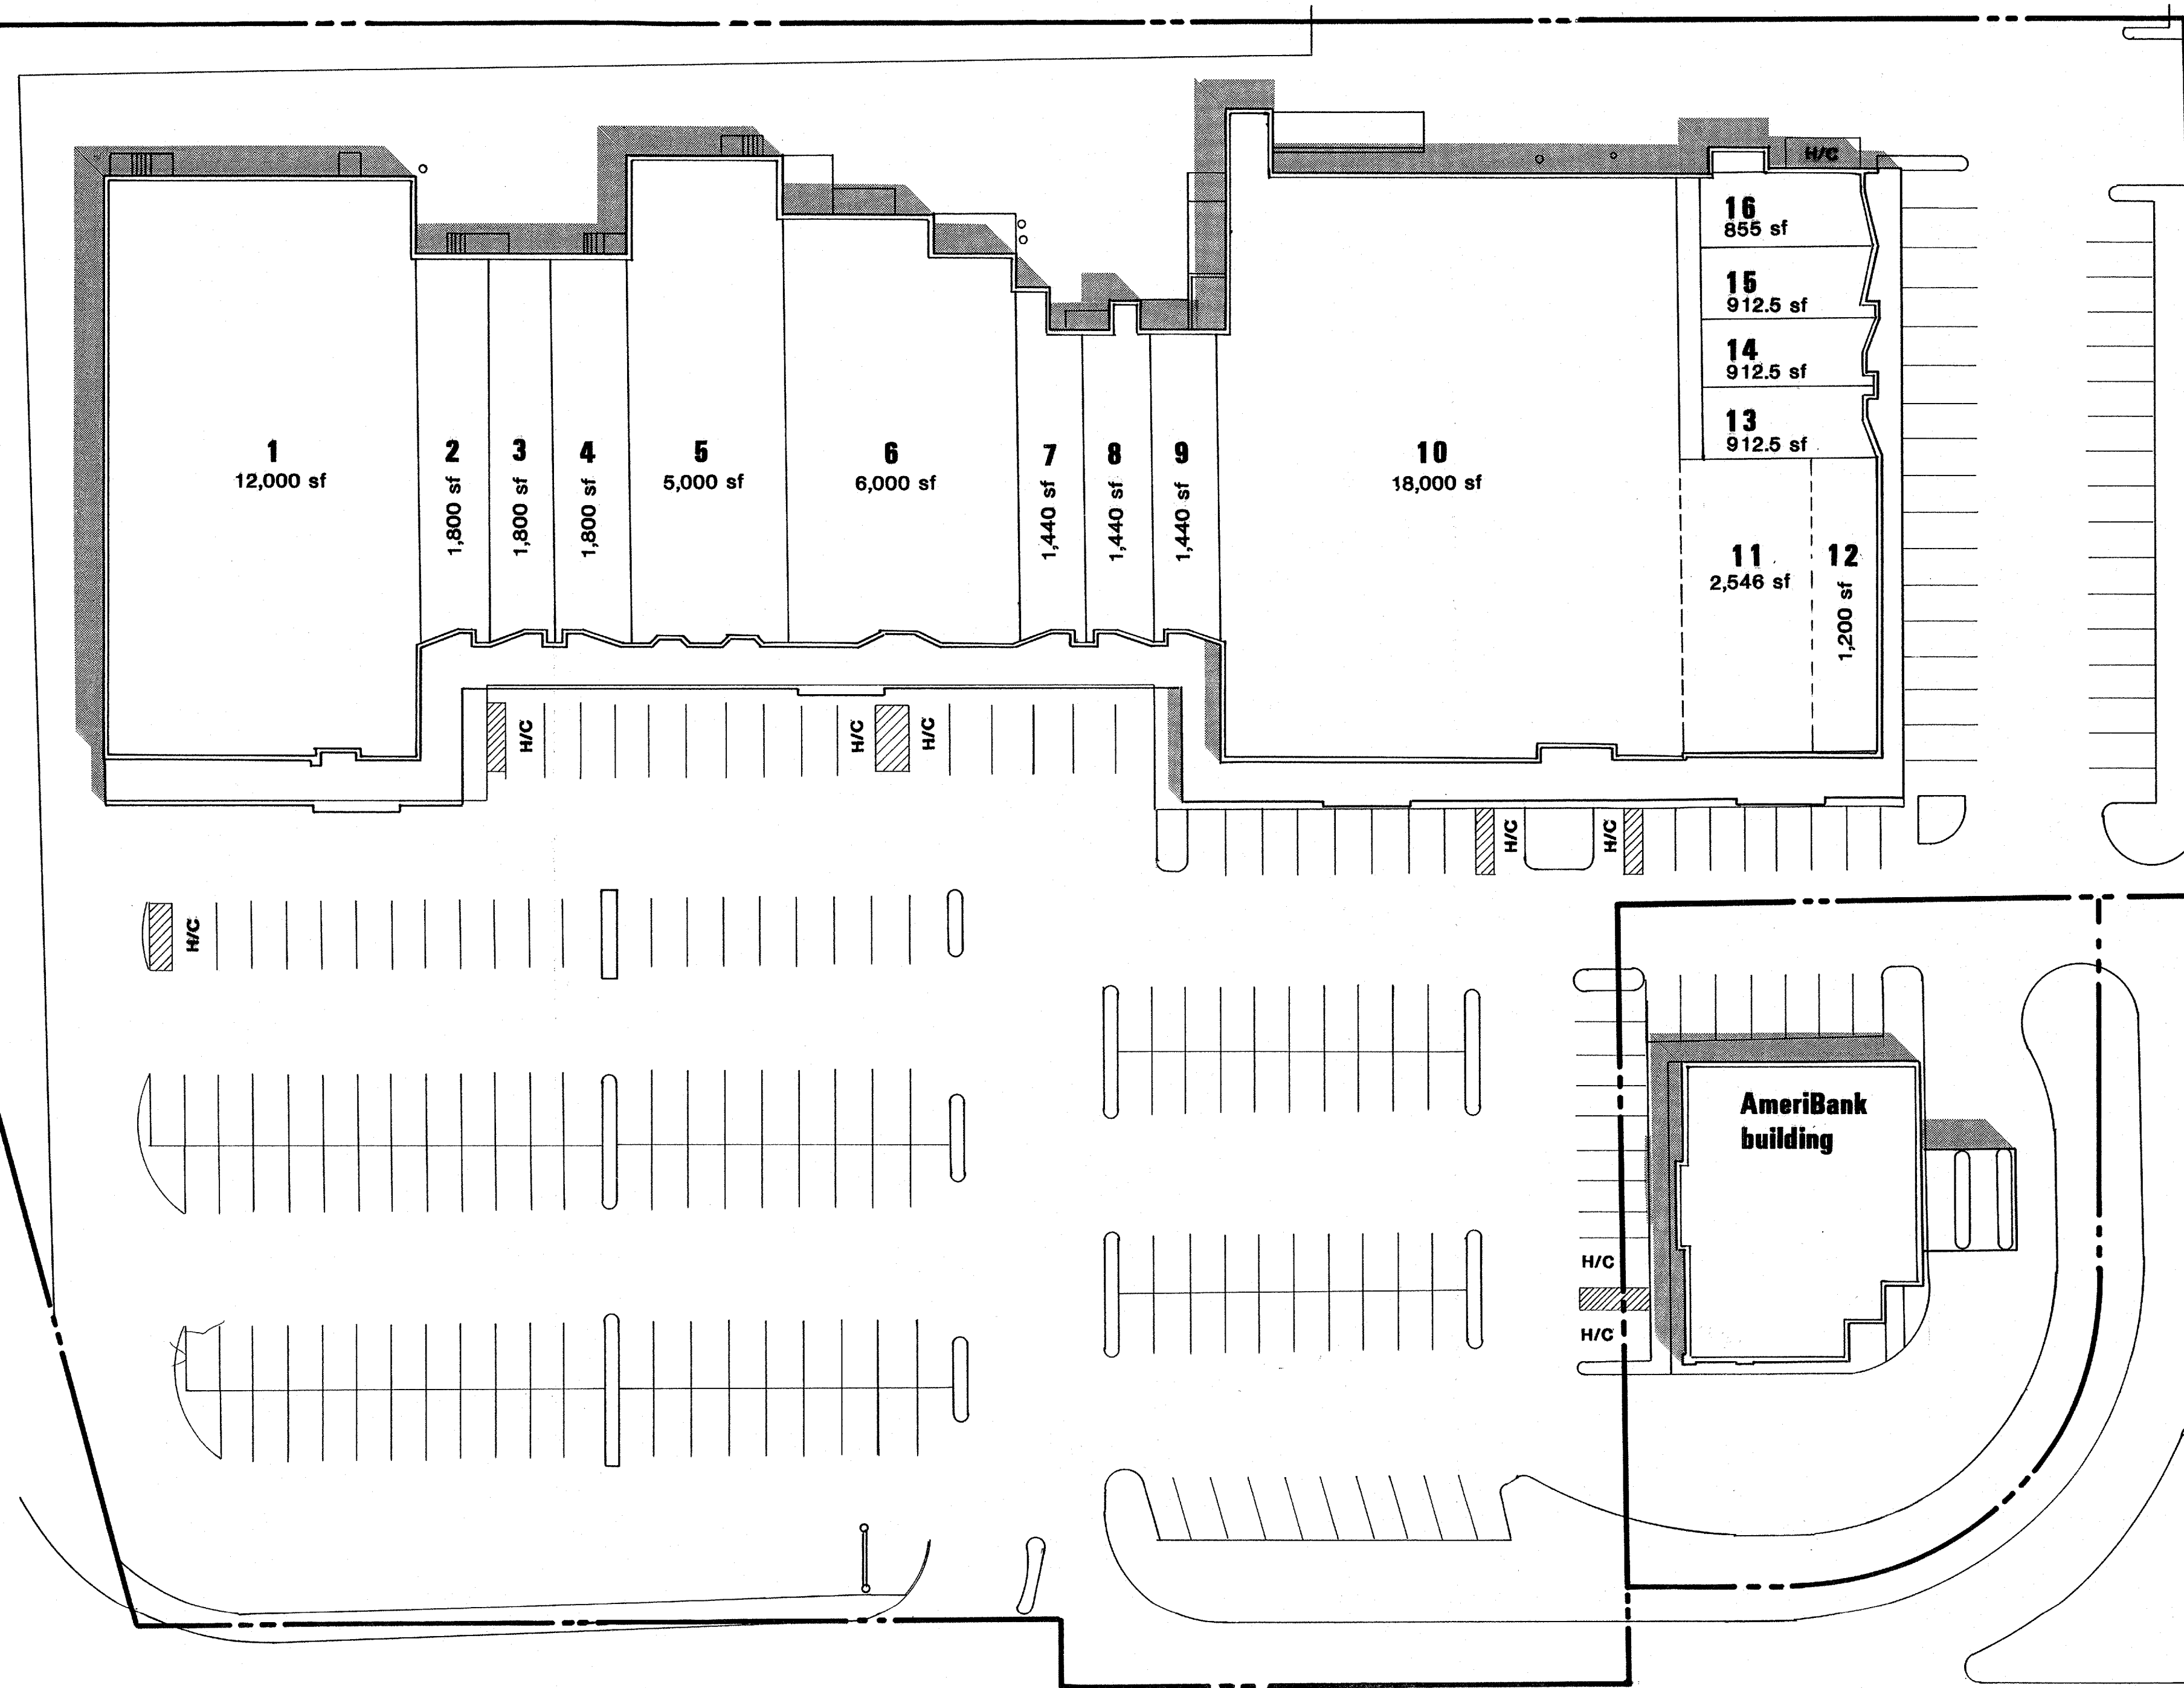 H/C
16
855 sf
15
912.5 sf
14
912.5 sf
13
912.5 sf
1
12,000 sf
2
1,800 sf
3
1,800 sf
4
1,800 sf
5
5,000 sf
6
6,000 sf
7
1,440 sf
8
1,440 sf
9
1,440 sf
10
18,000 sf
11
2,546 sf
12
1,200 sf
H/C
H/C
H/C
H/C
H/C
H/C
AmeriBank
building
H/C
H/C